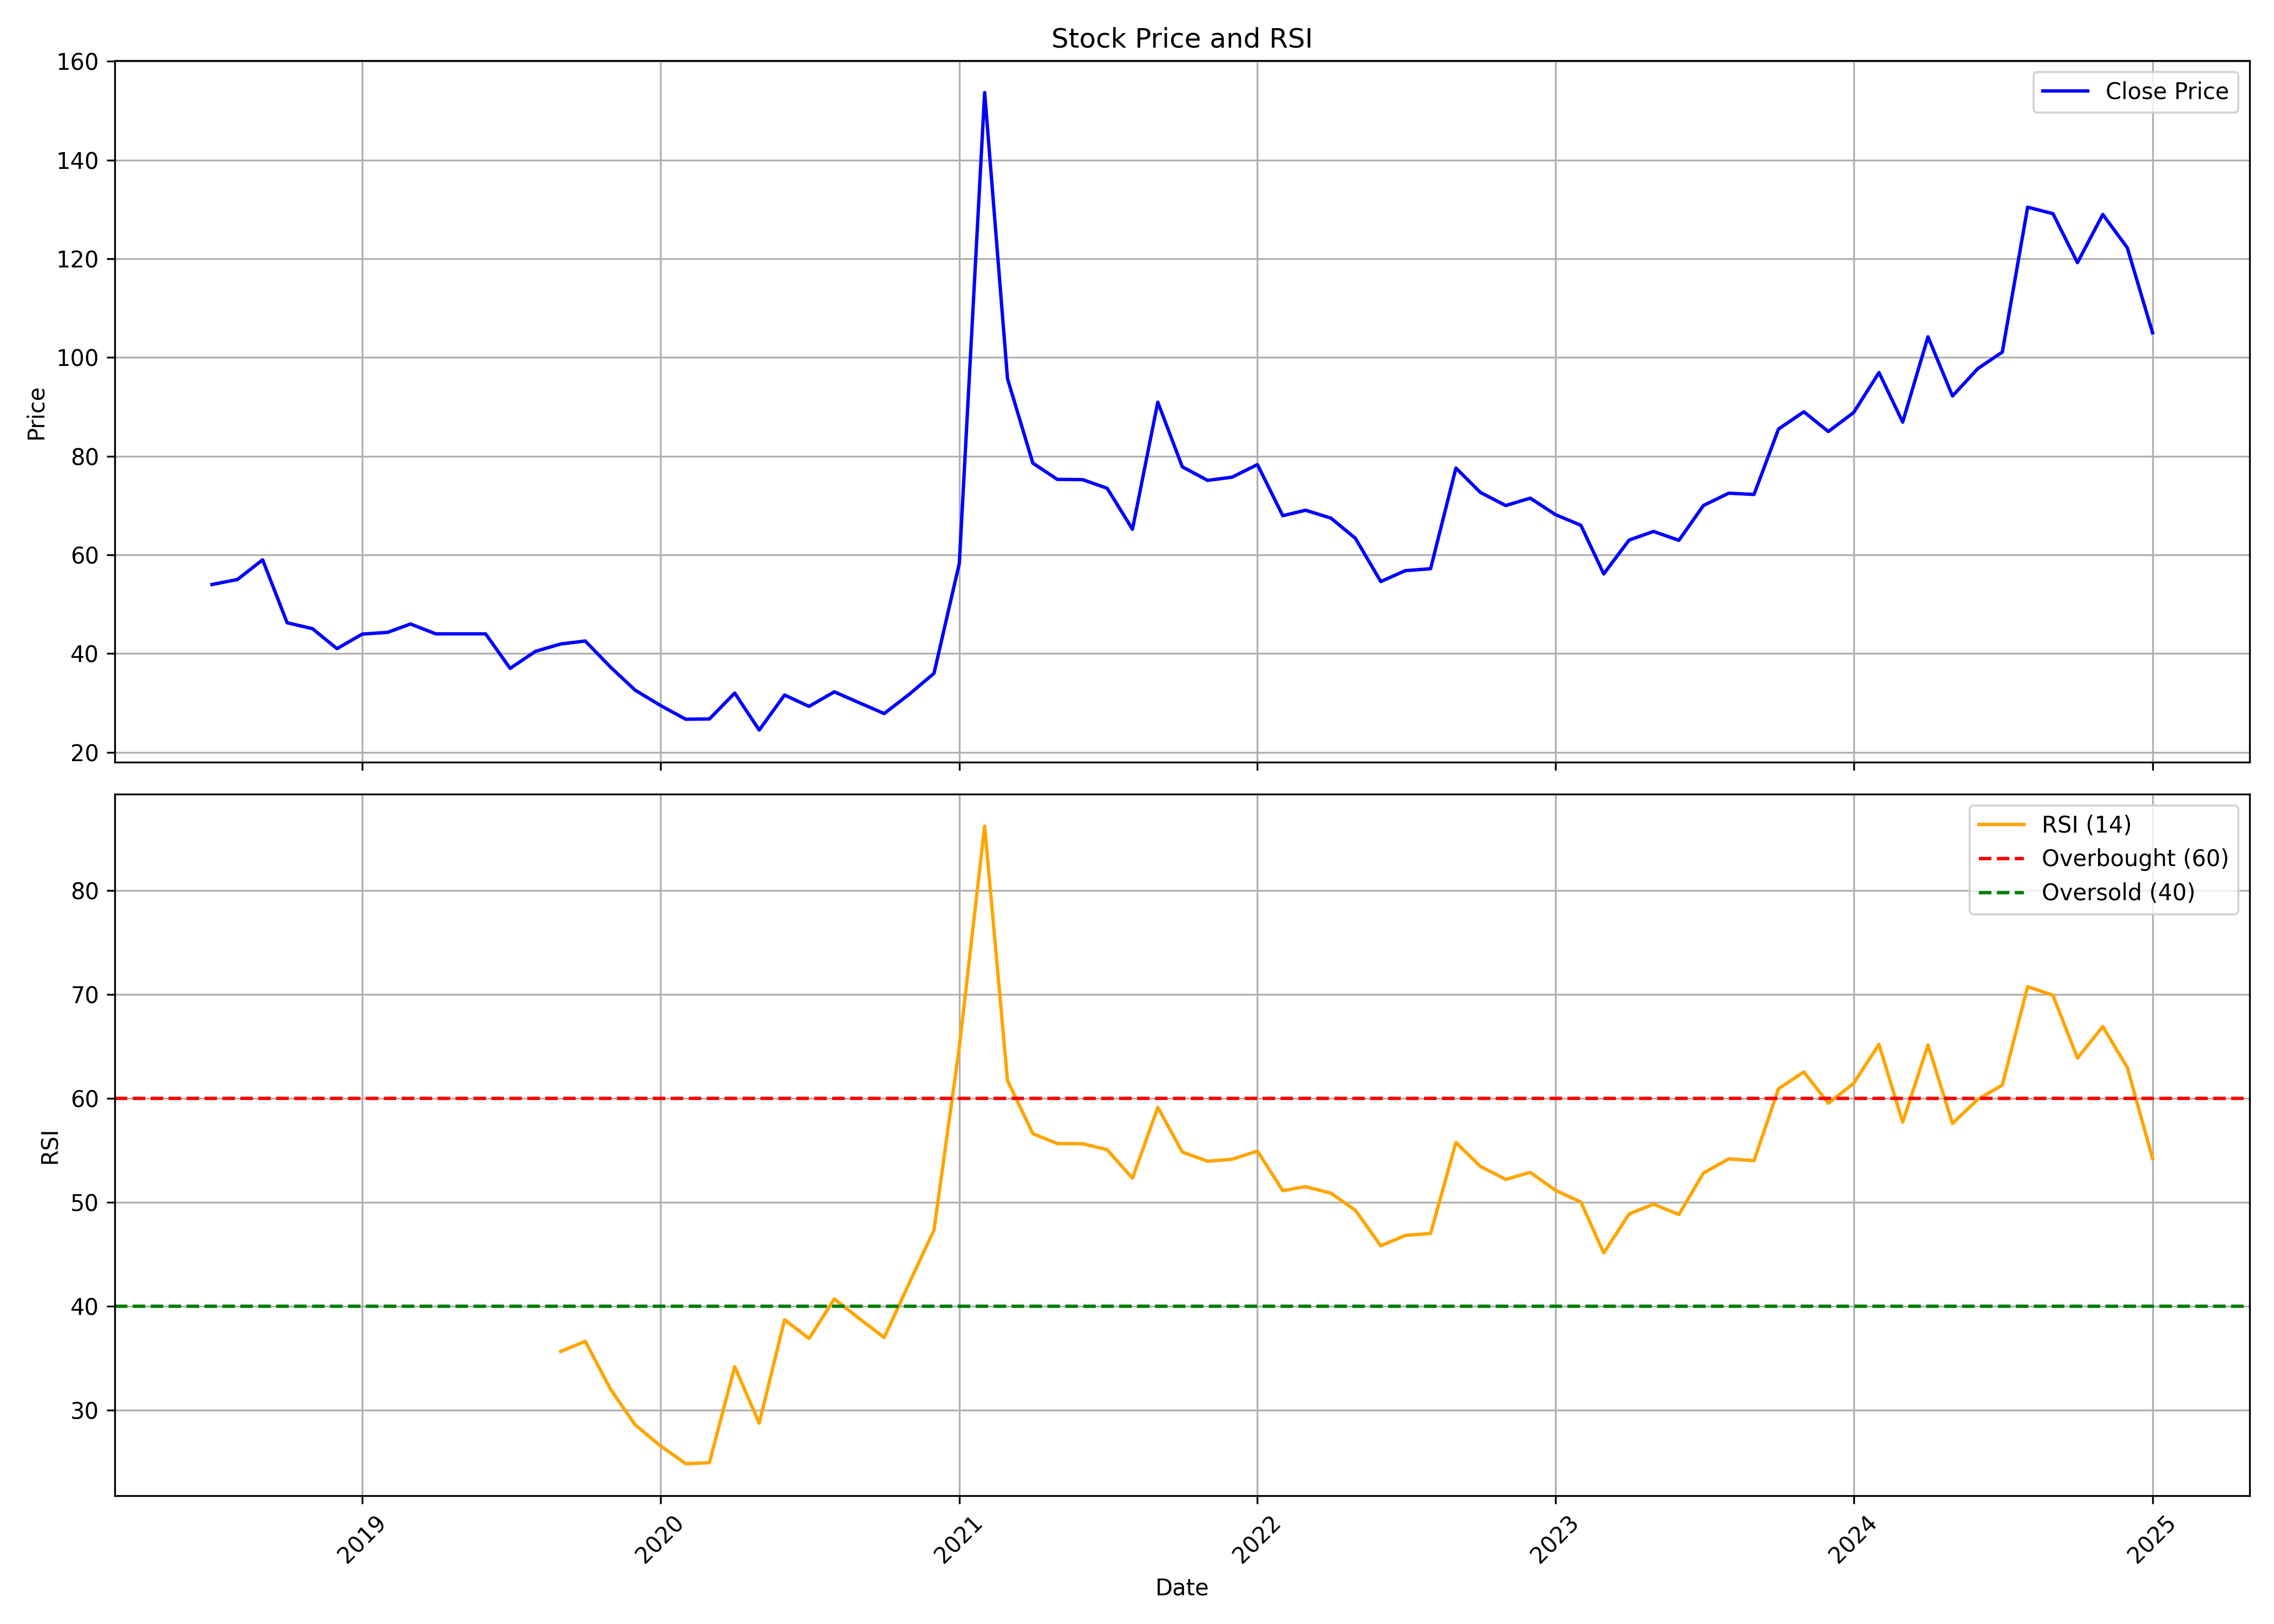 Stock Price and RSI
160
140
120
100
80
60
40
20
Price
Close Price
80
70
60
50
40
30
RSI
RSI (14)
Overbought (60)
Oversold (40)
2019
2020
2021
2022
2023
2024
2025
Date